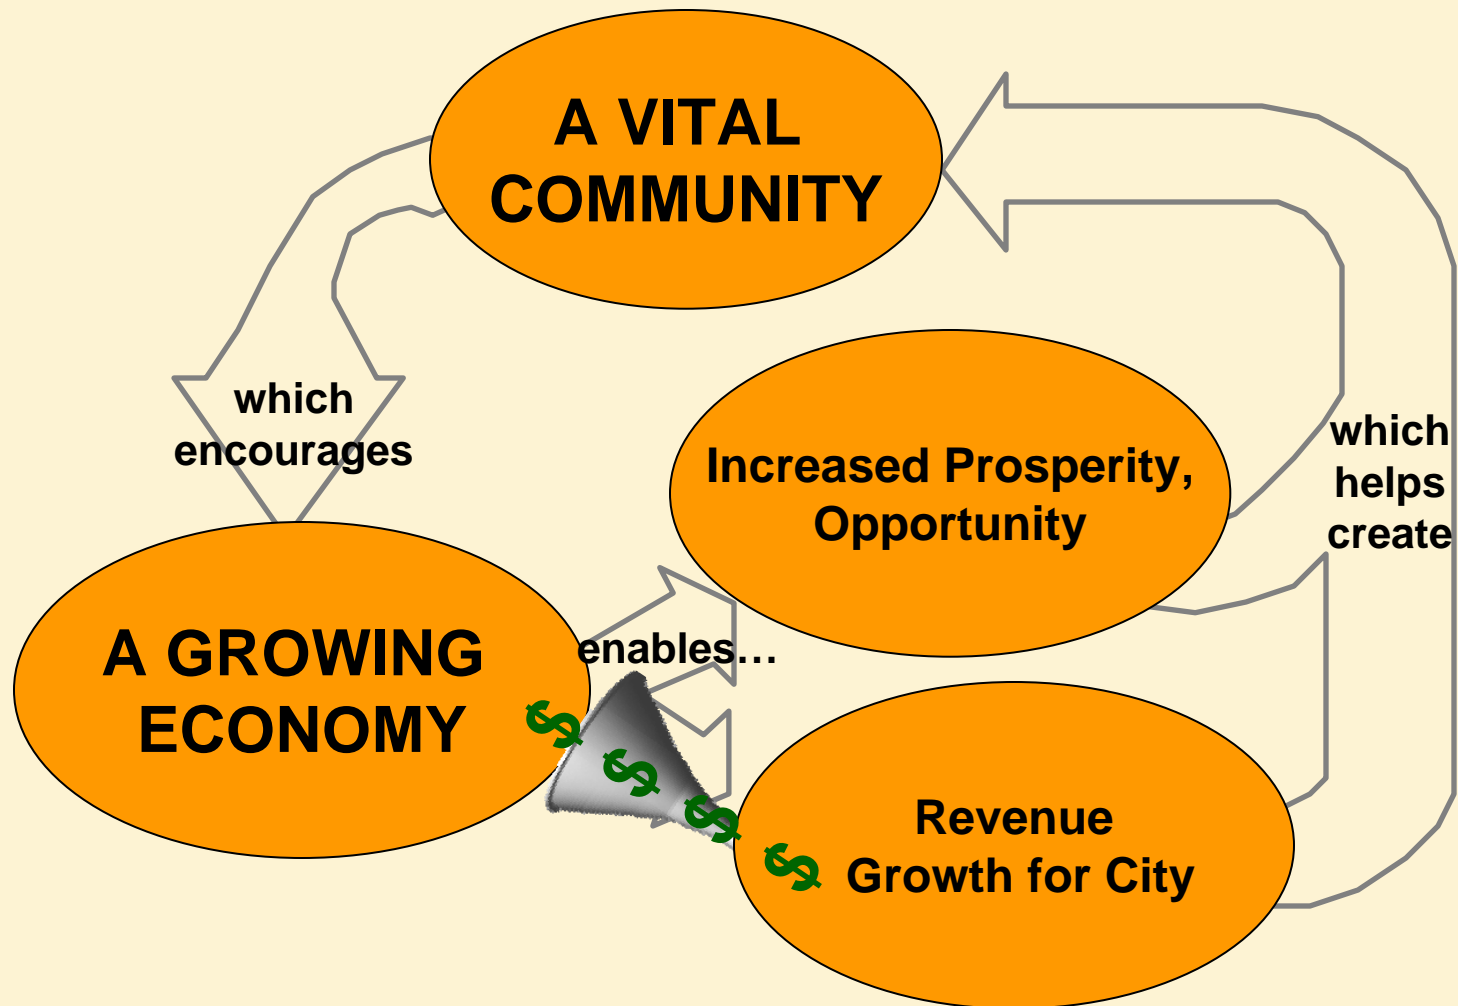 A VITAL
COMMUNITY
which
encourages
Increased Prosperity,
Opportunity
which
helps
create
A GROWING
ECONOMY
enables…
$
$
$
$
Revenue
Growth for City